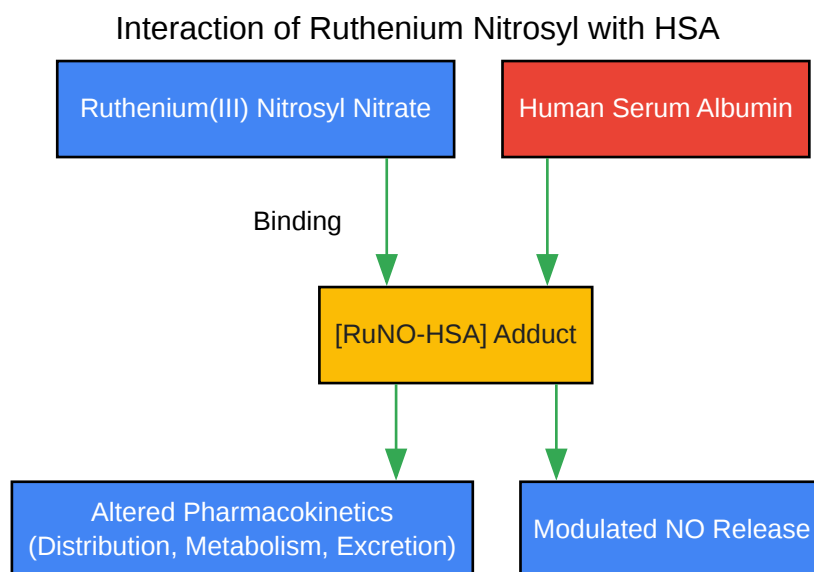 Interaction of Ruthenium Nitrosyl with HSA
Ruthenium(III) Nitrosyl Nitrate
Human Serum Albumin
Binding
[RuNO-HSA] Adduct
Altered Pharmacokinetics
(Distribution, Metabolism, Excretion)
Modulated NO Release